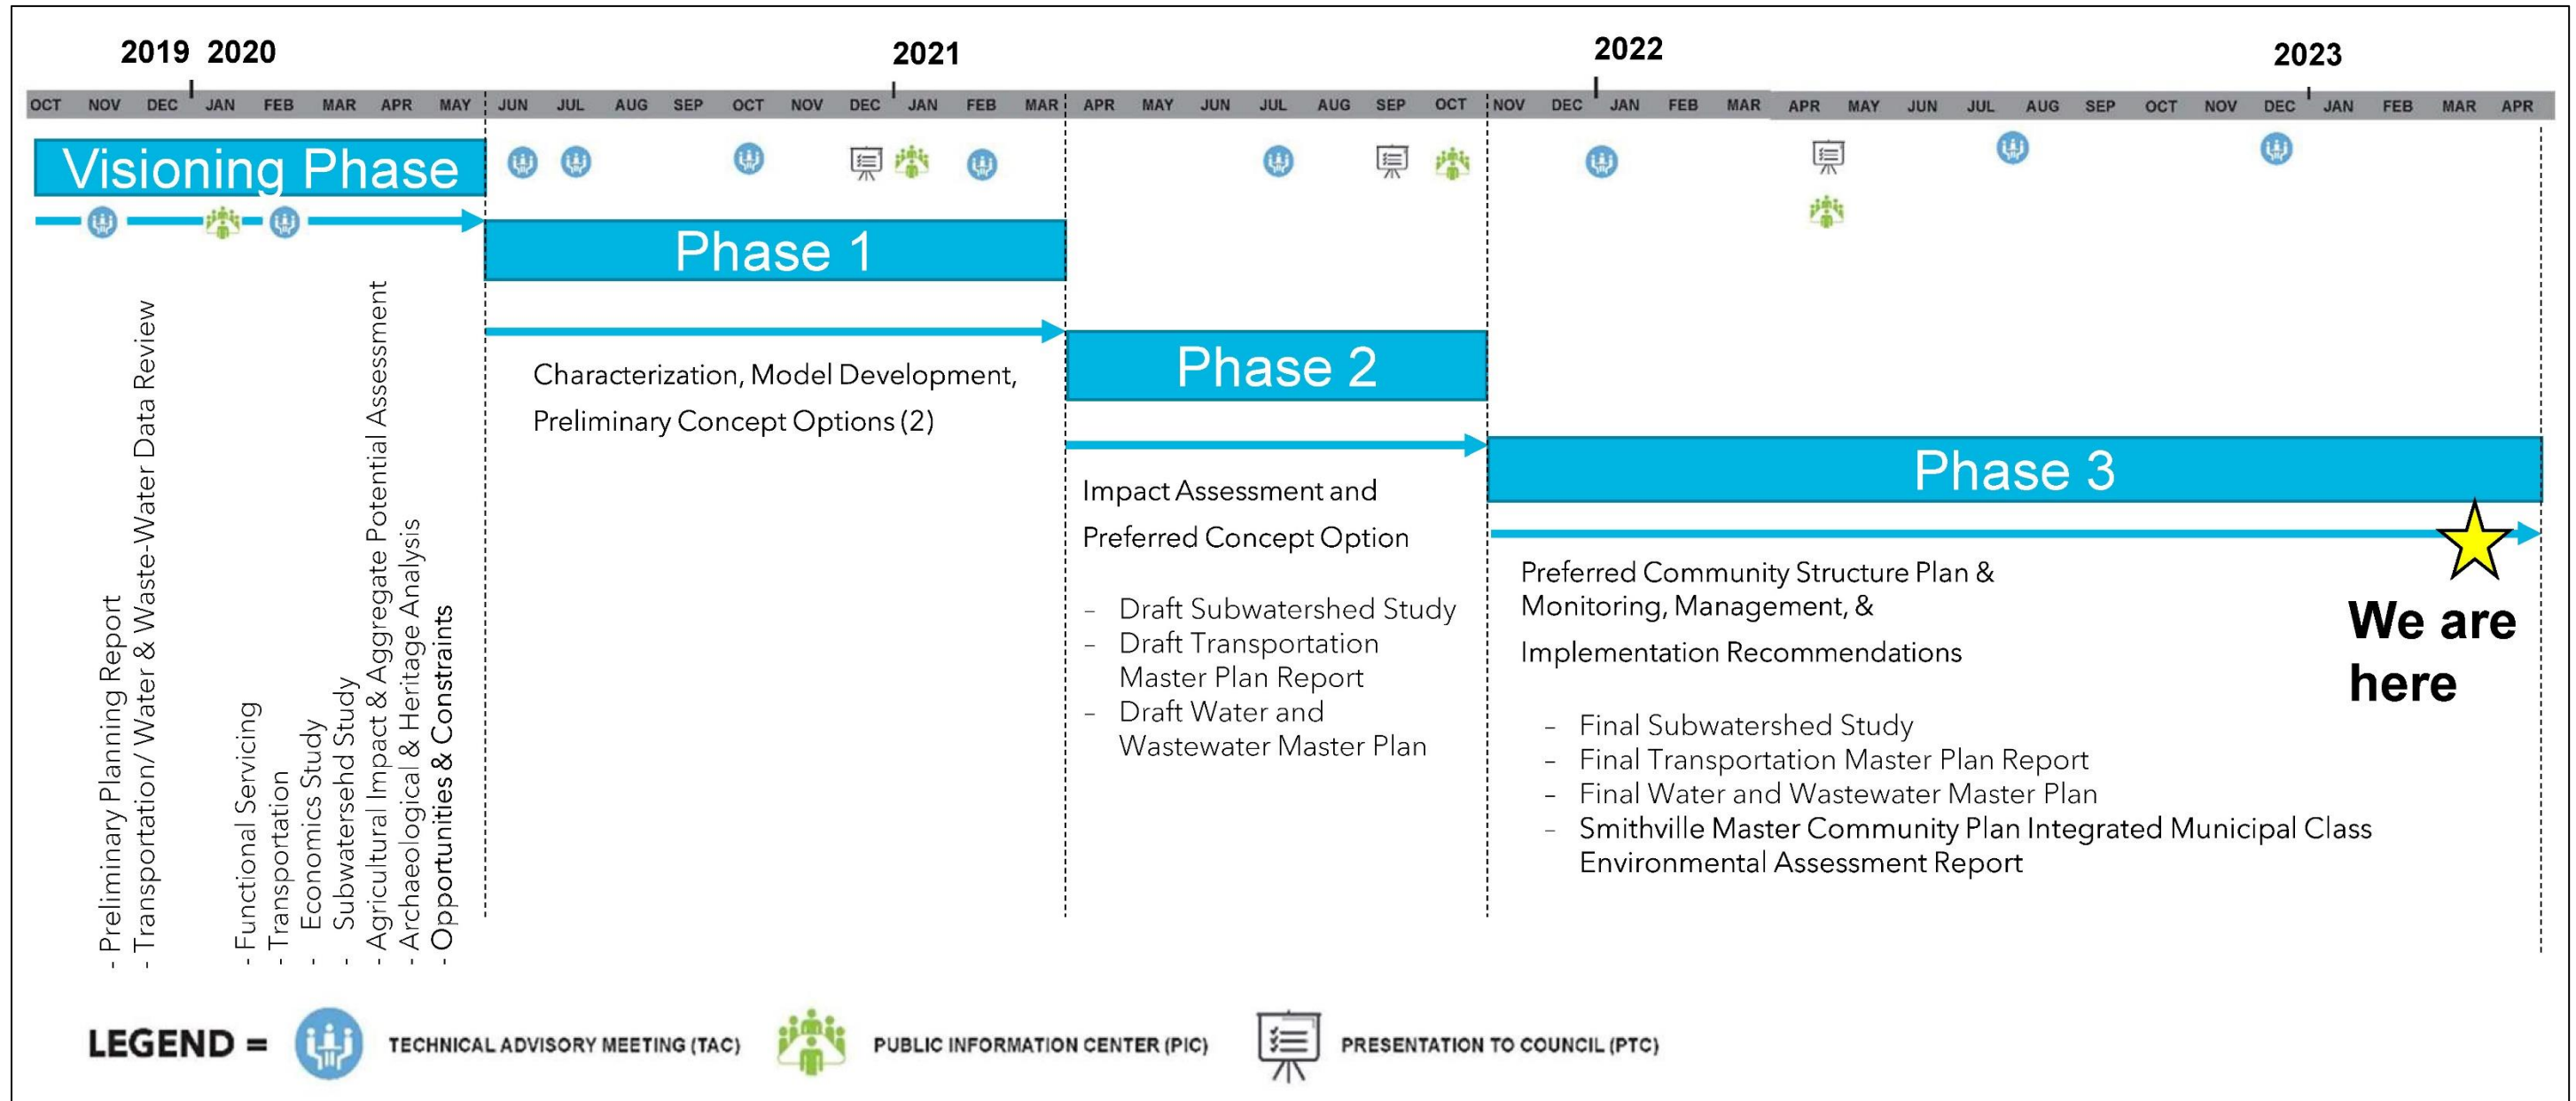 2019 2020
2021
2022
2023
OCT NOV DEC JAN FEB MAR APR MAY JUN JUL AUG SEP OCT NOV DEC JAN FEB MAR APR MAY JUN JUL AUG SEP OCT NOV DEC JAN FEB MAR APR MAY JUN JUL AUG SEP OCT NOV DEC JAN FEB MAR APR
Visioning Phase
- Preliminary Planning Report
- Transportation/ Water & Waste-Water Data Review
- Functional Servicing
- Transportation
- Economics Study
- Subwatersehd Study
- Agricultural Impact & Aggregate Potential Assessment
- Archaeological & Heritage Analysis
- Opportunities & Constraints
Phase 1
Characterization, Model Development,
Preliminary Concept Options (2)
Phase 2
Impact Assessment and
Preferred Concept Option
- Draft Subwatershed Study
- Draft Transportation
Master Plan Report
- Draft Water and
Wastewater Master Plan
Phase 3
Preferred Community Structure Plan &
Monitoring, Management, &
Implementation Recommendations
- Final Subwatershed Study
- Final Transportation Master Plan Report
- Final Water and Wastewater Master Plan
- Smithville Master Community Plan Integrated Municipal Class
Environmental Assessment Report
We are
here
LEGEND = TECHNICAL ADVISORY MEETING (TAC) PUBLIC INFORMATION CENTER (PIC) PRESENTATION TO COUNCIL (PTC)